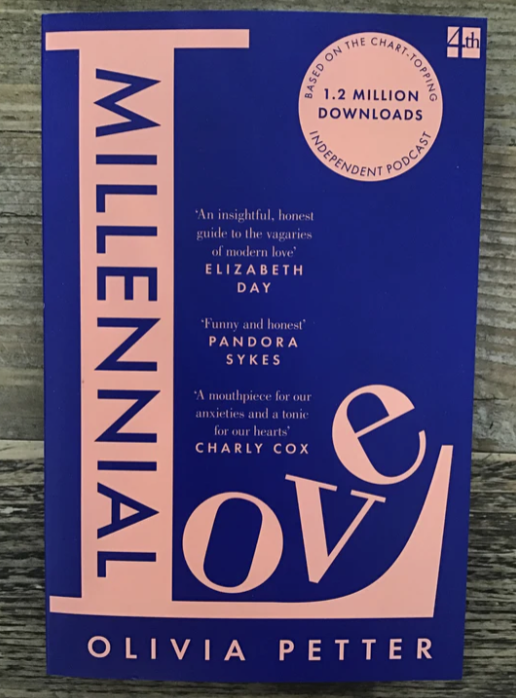 4th
BASED ON THE CHART-TOPPING
1.2 MILLION
DOWNLOADS
INDEPENDENT PODCAST
MILLENNIAL
Love
‘An insightful, honest
guide to the vagaries
of modern love’
ELIZABETH
DAY
‘Funny and honest’
PANDORA
SYKES
‘A mouthpiece for our
anxieties and a tonic
for our hearts’
CHARLY COX
OLIVIA PETTER